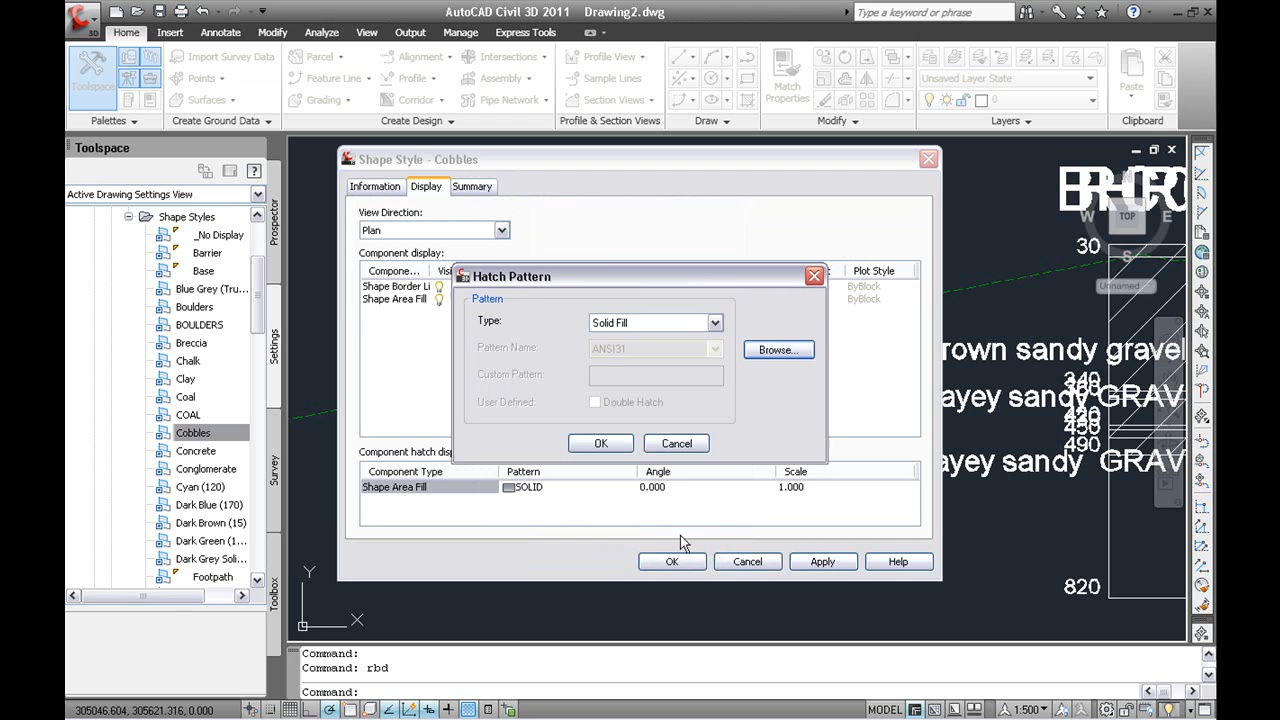 AutoCAD Civil 3D 2011 Drawing2.dwg
Type a keyword or phrase
3D
Home Insert Annotate Modify Analyze View Output Manage Express Tools
Toolspace
Import Survey Data
Points
Surfaces
Parcel
Feature Line
Grading
Alignment
Profile
Corridor
Intersections
Assembly
Pipe Network
Profile View
Sample Lines
Section Views
Match Properties
Unsaved Layer State
0
Paste
Palettes
Create Ground Data
Create Design
Profile & Section Views
Draw
Modify
Layers
Clipboard
Toolspace
Active Drawing Settings View
Shape Styles
_No Display
Barrier
Base
Blue Grey (Tru...
Boulders
BOULDERS
Breccia
Chalk
Clay
Coal
COAL
Cobbles
Concrete
Conglomerate
Cyan (120)
Dark Blue (170)
Dark Brown (15)
Dark Green (1...
Dark Grey Soli...
Footpath
Prospector
Settings
Survey
Toolbox
Shape Style - Cobbles
Information Display Summary
View Direction:
Plan
Component display:
Compone... Visi
Plot Style
Shape Border Li
ByBlock
Shape Area Fill
ByBlock
Hatch Pattern
Pattern
Type:
Solid Fill
Pattern Name:
ANSI31
Browse...
Custom Pattern:
User Defined:
Double Hatch
OK Cancel
Component hatch disp
Component Type Pattern Angle Scale
Shape Area Fill SOLID 0.000 1.000
OK Cancel Apply Help
W TOP E
S
Unnamed
30
rown sandy gravel
340
ayey sandy GRAV
420
450
490
ayey sandy GRAV
820
Y
X
Command:
Command: rbd
Command:
305046.604, 305621.316, 0.000
MODEL
1:500